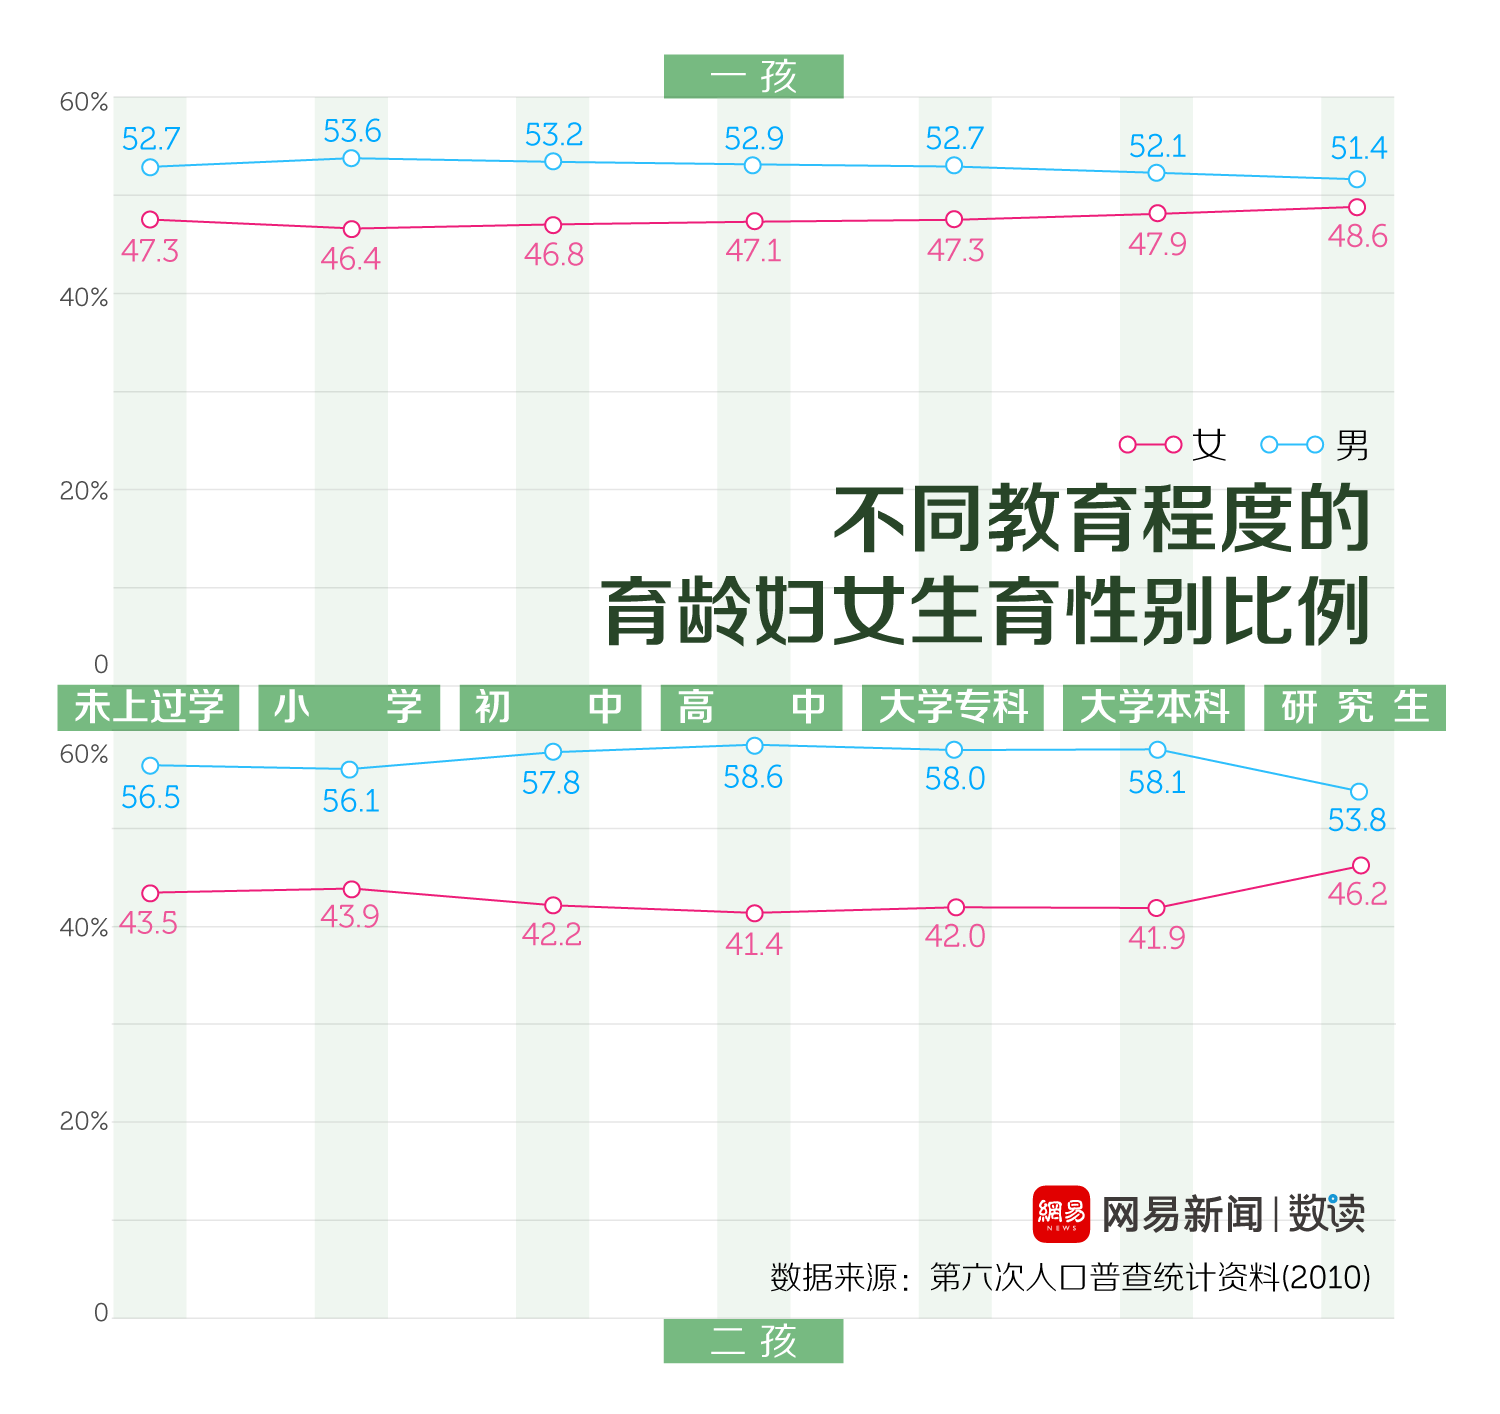 一孩
60%
52.7 53.6 53.2 52.9 52.7 52.1 51.4
47.3 46.4 46.8 47.1 47.3 47.9 48.6
40%
女 男
20%
不同教育程度的
育龄妇女生育性别比例
0
未上过学 小学 初中 高中 大学专科 大学本科 研究生
60%
56.5 56.1 57.8 58.6 58.0 58.1 53.8
43.5 43.9 42.2 41.4 42.0 41.9 46.2
40%
20%
網易 NEWS 网易新闻 | 数读
数据来源：第六次人口普查统计资料(2010)
0
二孩